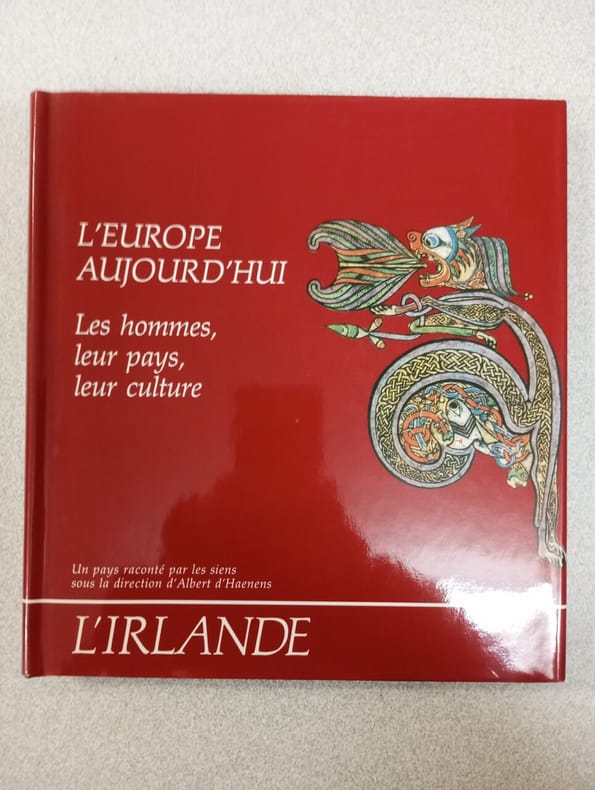 L'EUROPE
AUJOURD'HUI
Les hommes,
leur pays,
leur culture
Un pays raconté par les siens
sous la direction d'Albert d'Haenens
L'IRLANDE